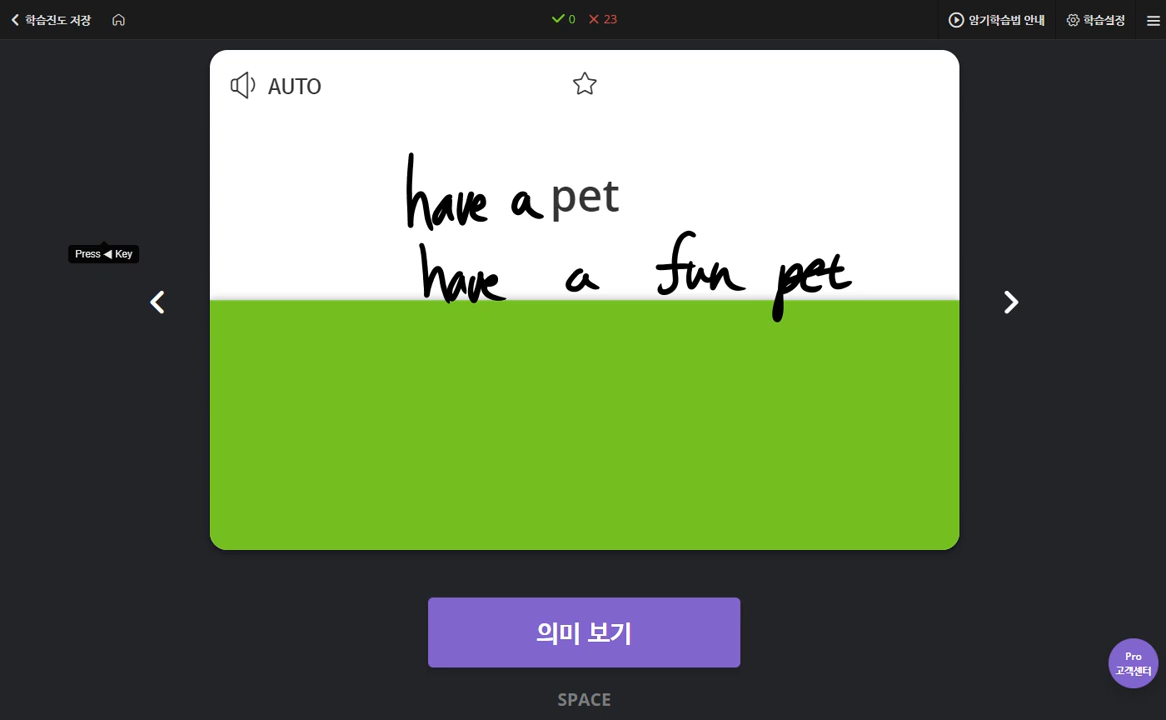 학습진도 저장 0 23 암기학습법 안내 학습설정
AUTO
have a pet
Press ◀ Key
have a fun pet
의미 보기
Pro
고객센터
SPACE